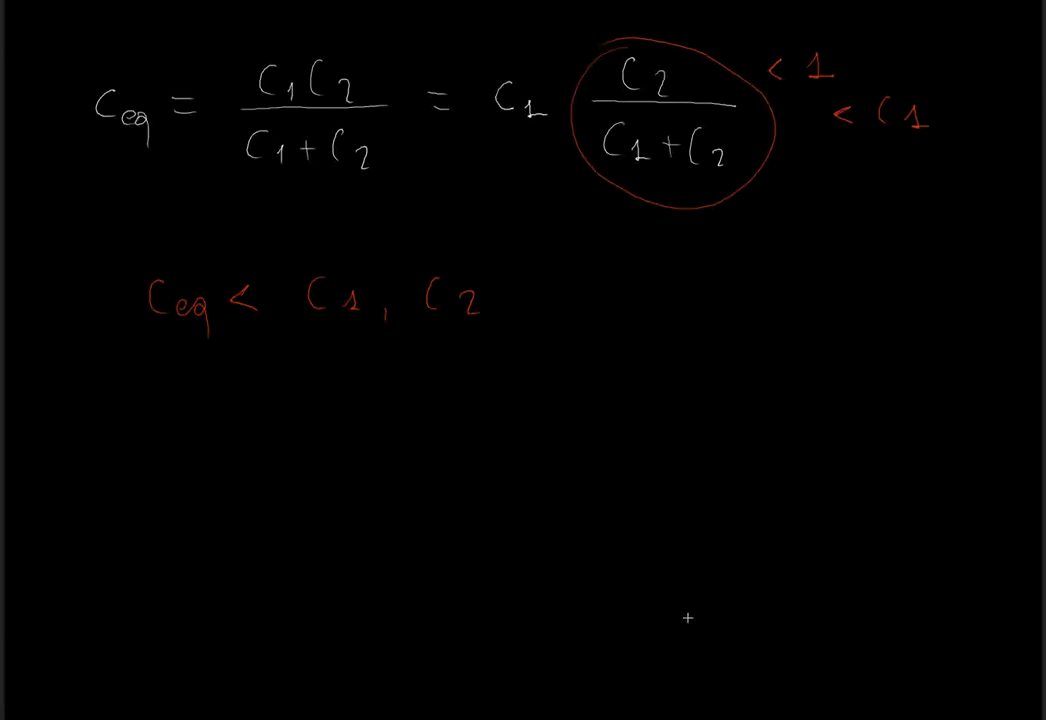 Ceq = C1C2 / C1+C2 = C1 C2 / C1+C2 < 1 < C1
Ceq < C1, C2